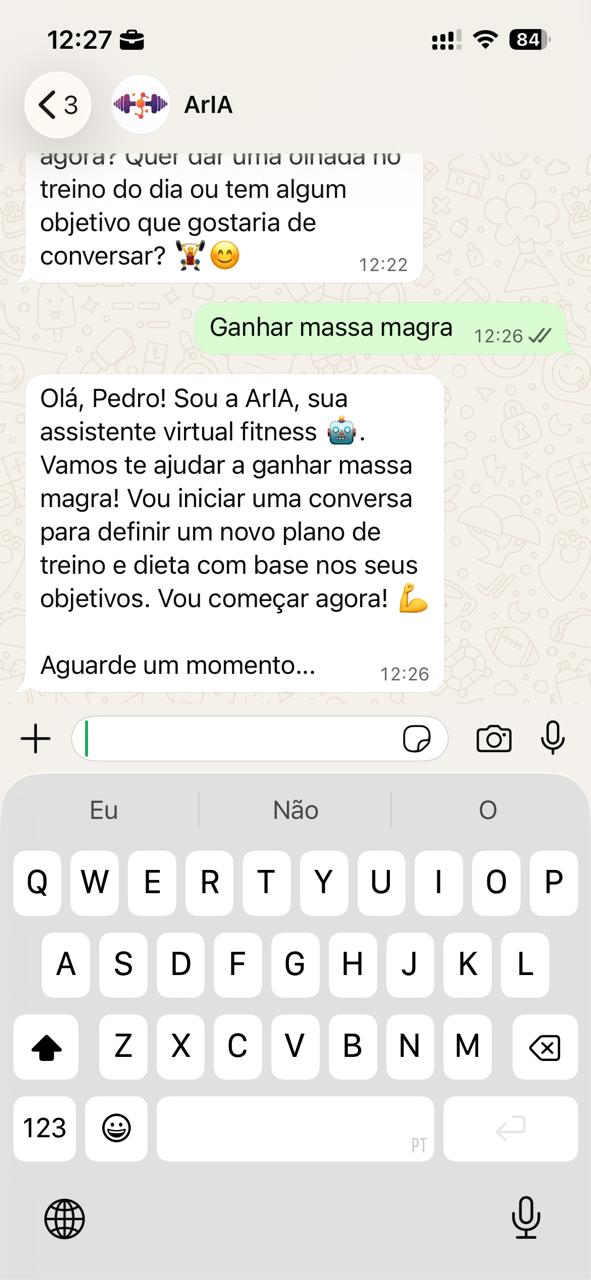 12:27
84
3
ArIA
agora? Quer dar uma olhada no
treino do dia ou tem algum
objetivo que gostaria de
conversar? 🏋️😊
12:22
Ganhar massa magra
12:26
Olá, Pedro! Sou a ArIA, sua
assistente virtual fitness 🤖.
Vamos te ajudar a ganhar massa
magra! Vou iniciar uma conversa
para definir um novo plano de
treino e dieta com base nos seus
objetivos. Vou começar agora! 💪
Aguarde um momento...
12:26
Eu Não O
Q W E R T Y U I O P
A S D F G H J K L
Z X C V B N M
123
PT